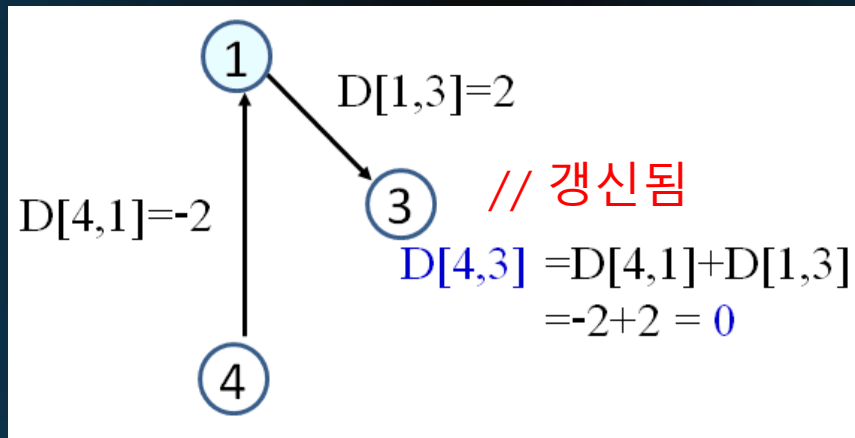 1
D[1,3]=2
// 갱신됨
3
D[4,1]=-2
D[4,3] =D[4,1]+D[1,3]
=-2+2 = 0
4